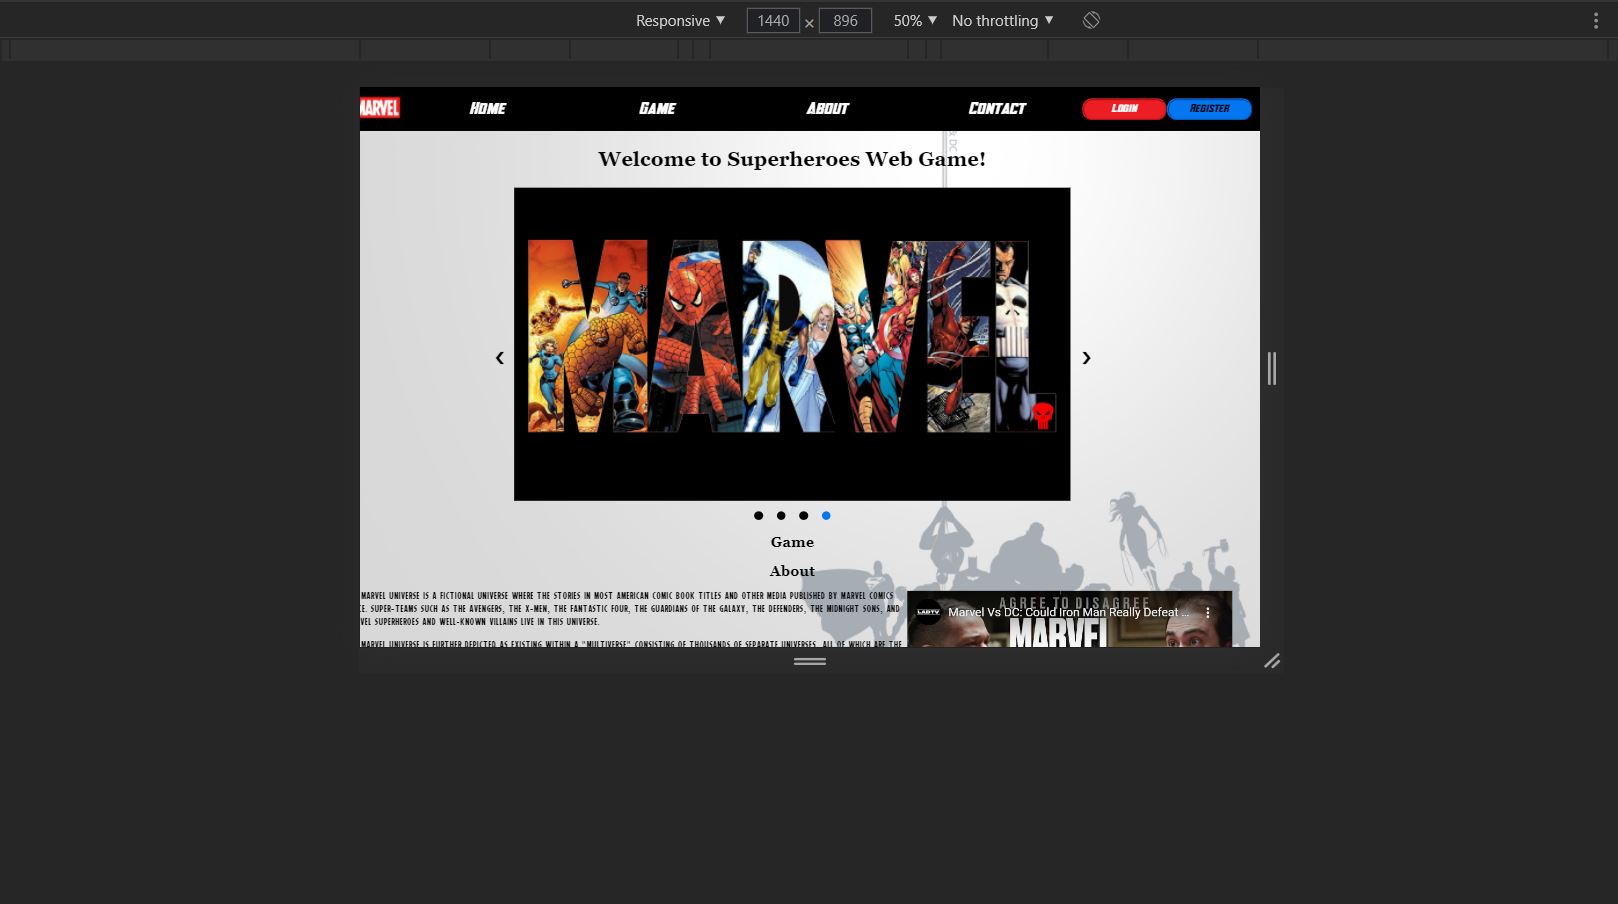 Responsive ▼ 1440 × 896 50% ▼ No throttling ▼
MARVEL HOME GAME ABOUT CONTACT LOGIN REGISTER
& DC
Welcome to Superheroes Web Game!
MARVEL
‹ ›
Game
About
MARVEL UNIVERSE IS A FICTIONAL UNIVERSE WHERE THE STORIES IN MOST AMERICAN COMIC BOOK TITLES AND OTHER MEDIA PUBLISHED BY MARVEL COMICS
E. SUPER-TEAMS SUCH AS THE AVENGERS, THE X-MEN, THE FANTASTIC FOUR, THE GUARDIANS OF THE GALAXY, THE DEFENDERS, THE MIDNIGHT SONS, AND
VEL SUPERHEROES AND WELL-KNOWN VILLAINS LIVE IN THIS UNIVERSE.
MARVEL UNIVERSE IS FURTHER DEPICTED AS EXISTING WITHIN A "MULTIVERSE" CONSISTING OF THOUSANDS OF SEPARATE UNIVERSES, ALL OF WHICH ARE THE
AGREE TO DISAGREE
LADTV Marvel Vs DC: Could Iron Man Really Defeat ...
MARVEL